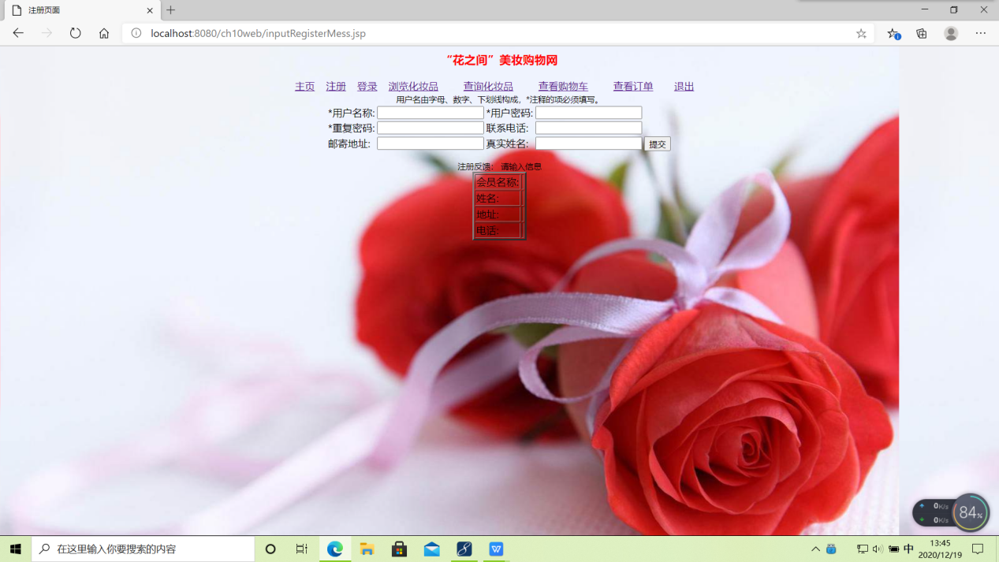 注册页面
localhost:8080/ch10web/inputRegisterMess.jsp
“花之间”美妆购物网
主页 注册 登录 浏览化妆品 查询化妆品 查看购物车 查看订单 退出
用户名由字母、数字、下划线构成，*注释的项必须填写。
*用户名称: *用户密码:
*重复密码: 联系电话:
邮寄地址: 真实姓名: 提交
注册反馈： 请输入信息
会员名称:
姓名:
地址:
电话:
0K/s
0K/s
84%
在这里输入你要搜索的内容
中
13:45
2020/12/19